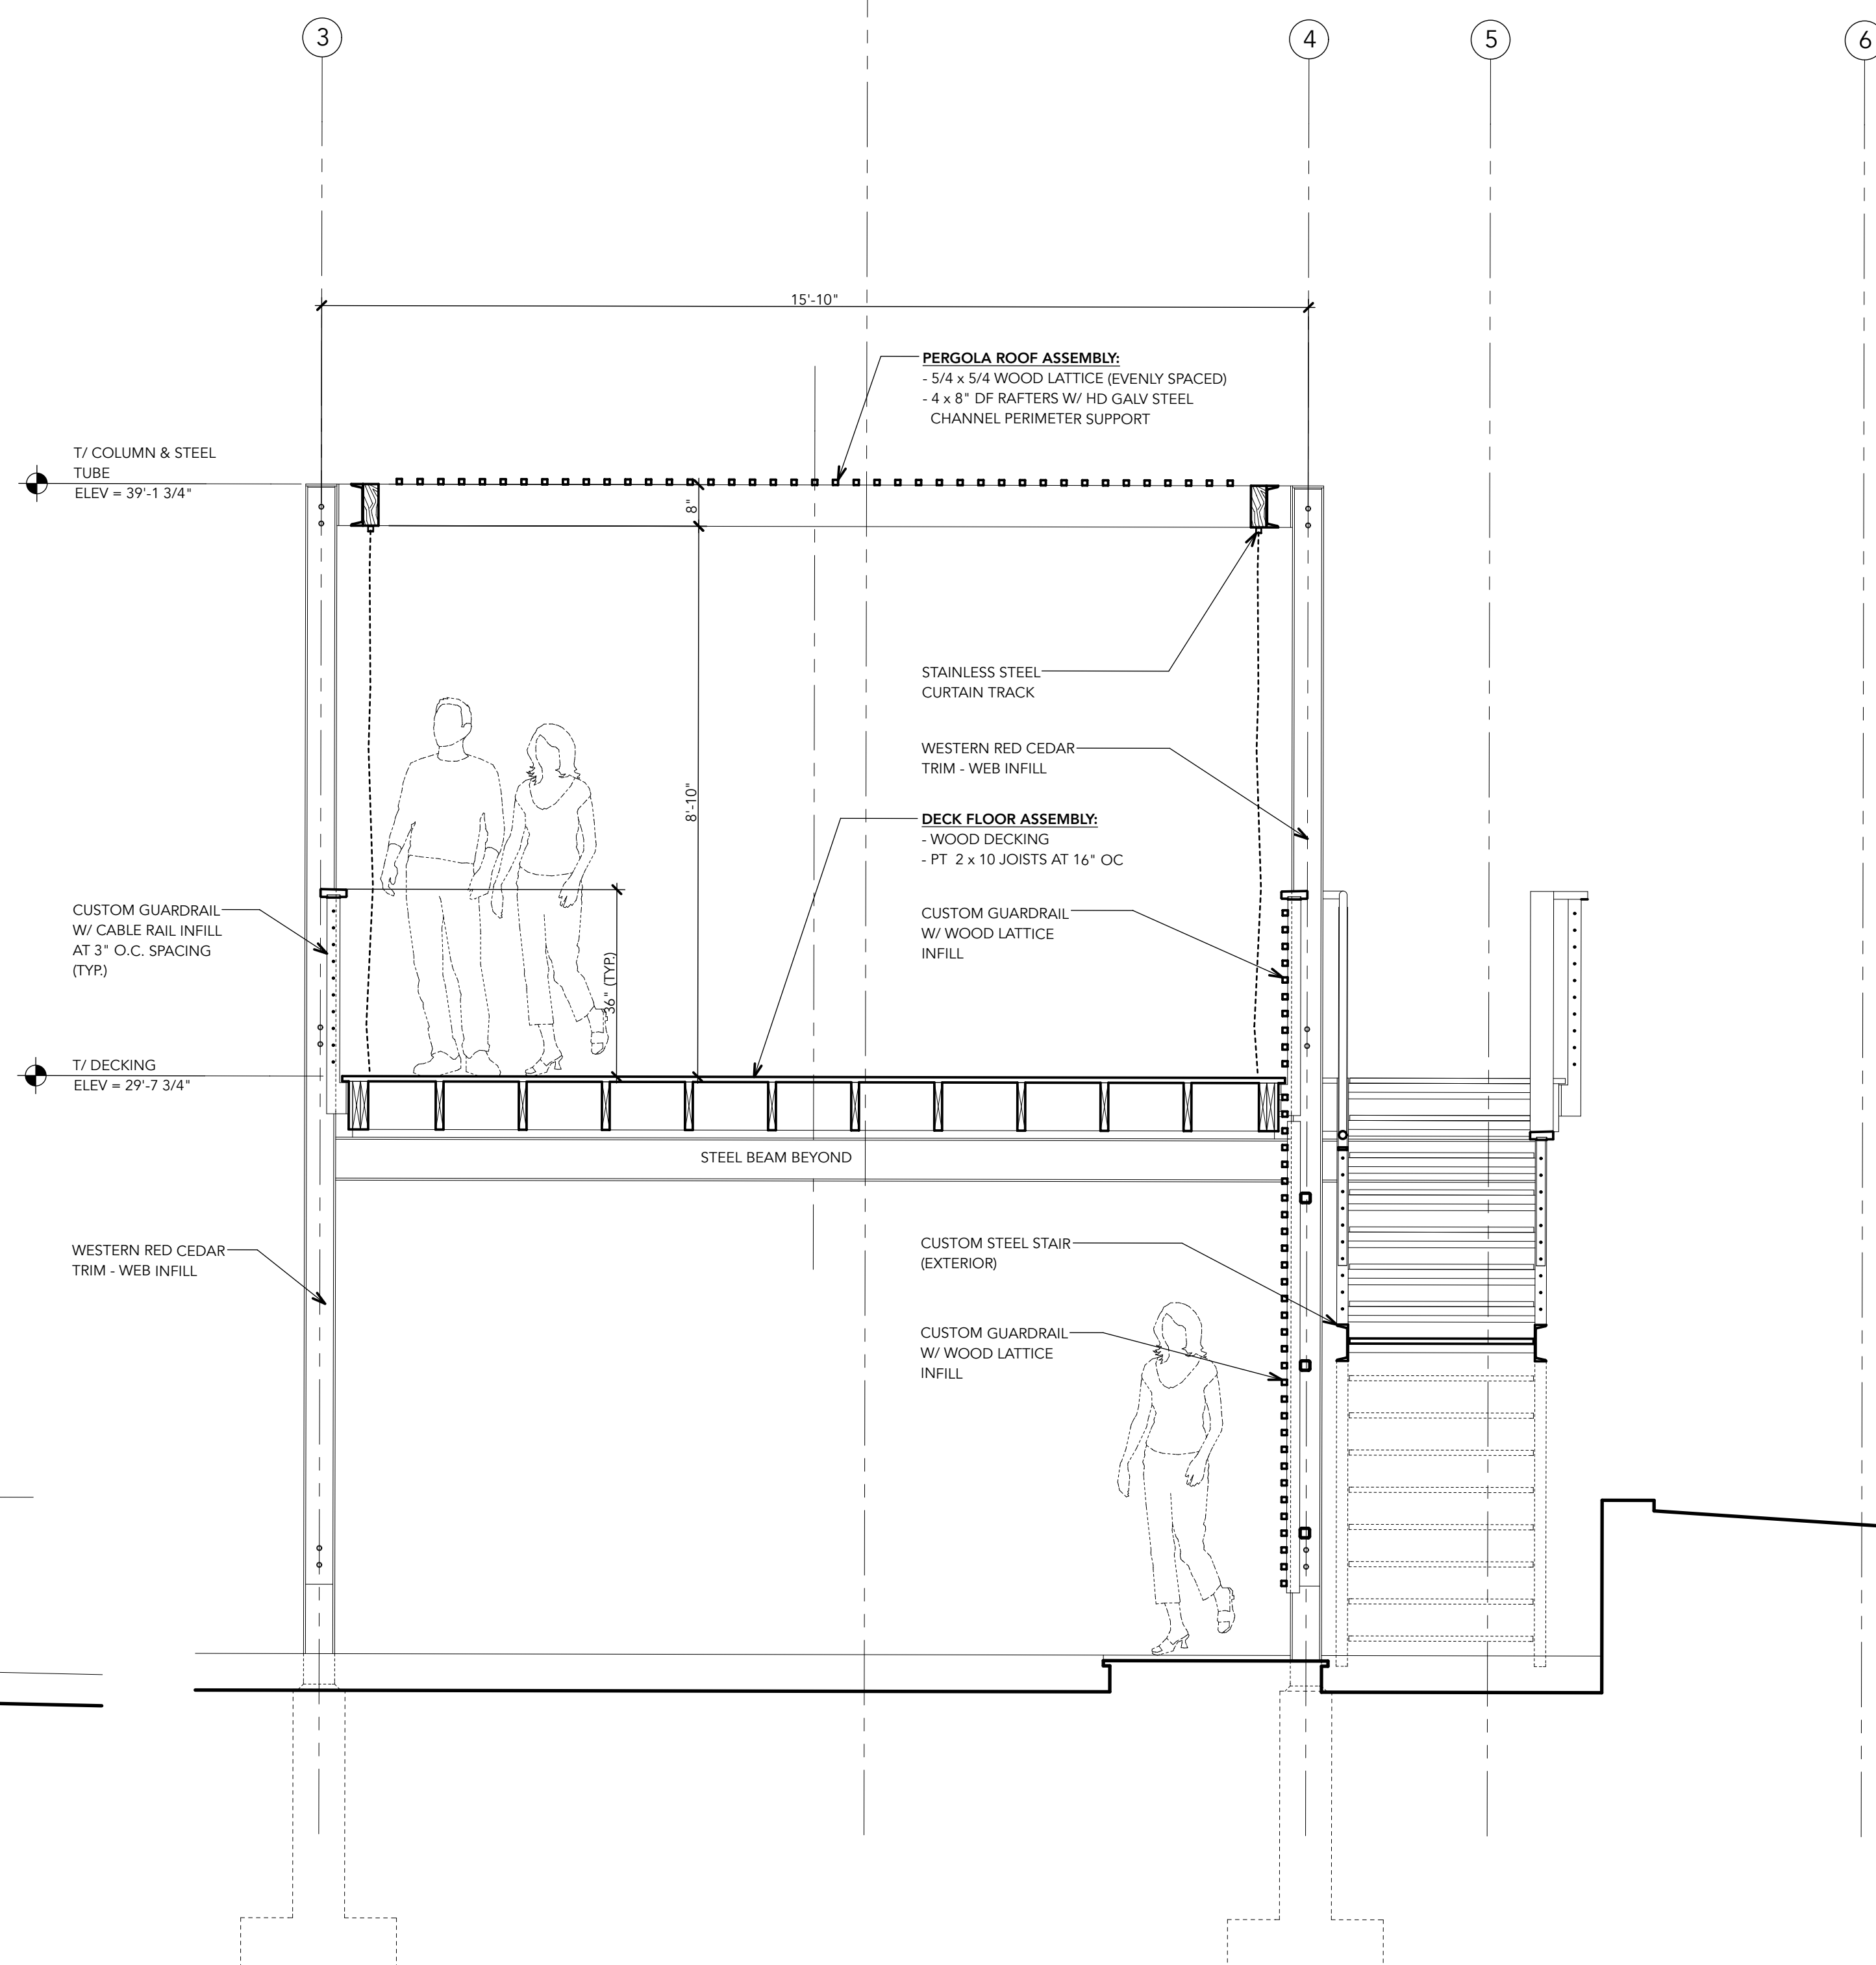 3
4
5
6
15'-10"
PERGOLA ROOF ASSEMBLY:
- 5/4 x 5/4 WOOD LATTICE (EVENLY SPACED)
- 4 x 8" DF RAFTERS W/ HD GALV STEEL
CHANNEL PERIMETER SUPPORT
T/ COLUMN & STEEL
TUBE
ELEV = 39'-1 3/4"
8"
STAINLESS STEEL
CURTAIN TRACK
WESTERN RED CEDAR
TRIM - WEB INFILL
8'-10"
DECK FLOOR ASSEMBLY:
- WOOD DECKING
- PT 2 x 10 JOISTS AT 16" OC
CUSTOM GUARDRAIL
W/ CABLE RAIL INFILL
AT 3" O.C. SPACING
(TYP.)
CUSTOM GUARDRAIL
W/ WOOD LATTICE
INFILL
36" (TYP.)
T/ DECKING
ELEV = 29'-7 3/4"
STEEL BEAM BEYOND
WESTERN RED CEDAR
TRIM - WEB INFILL
CUSTOM STEEL STAIR
(EXTERIOR)
CUSTOM GUARDRAIL
W/ WOOD LATTICE
INFILL